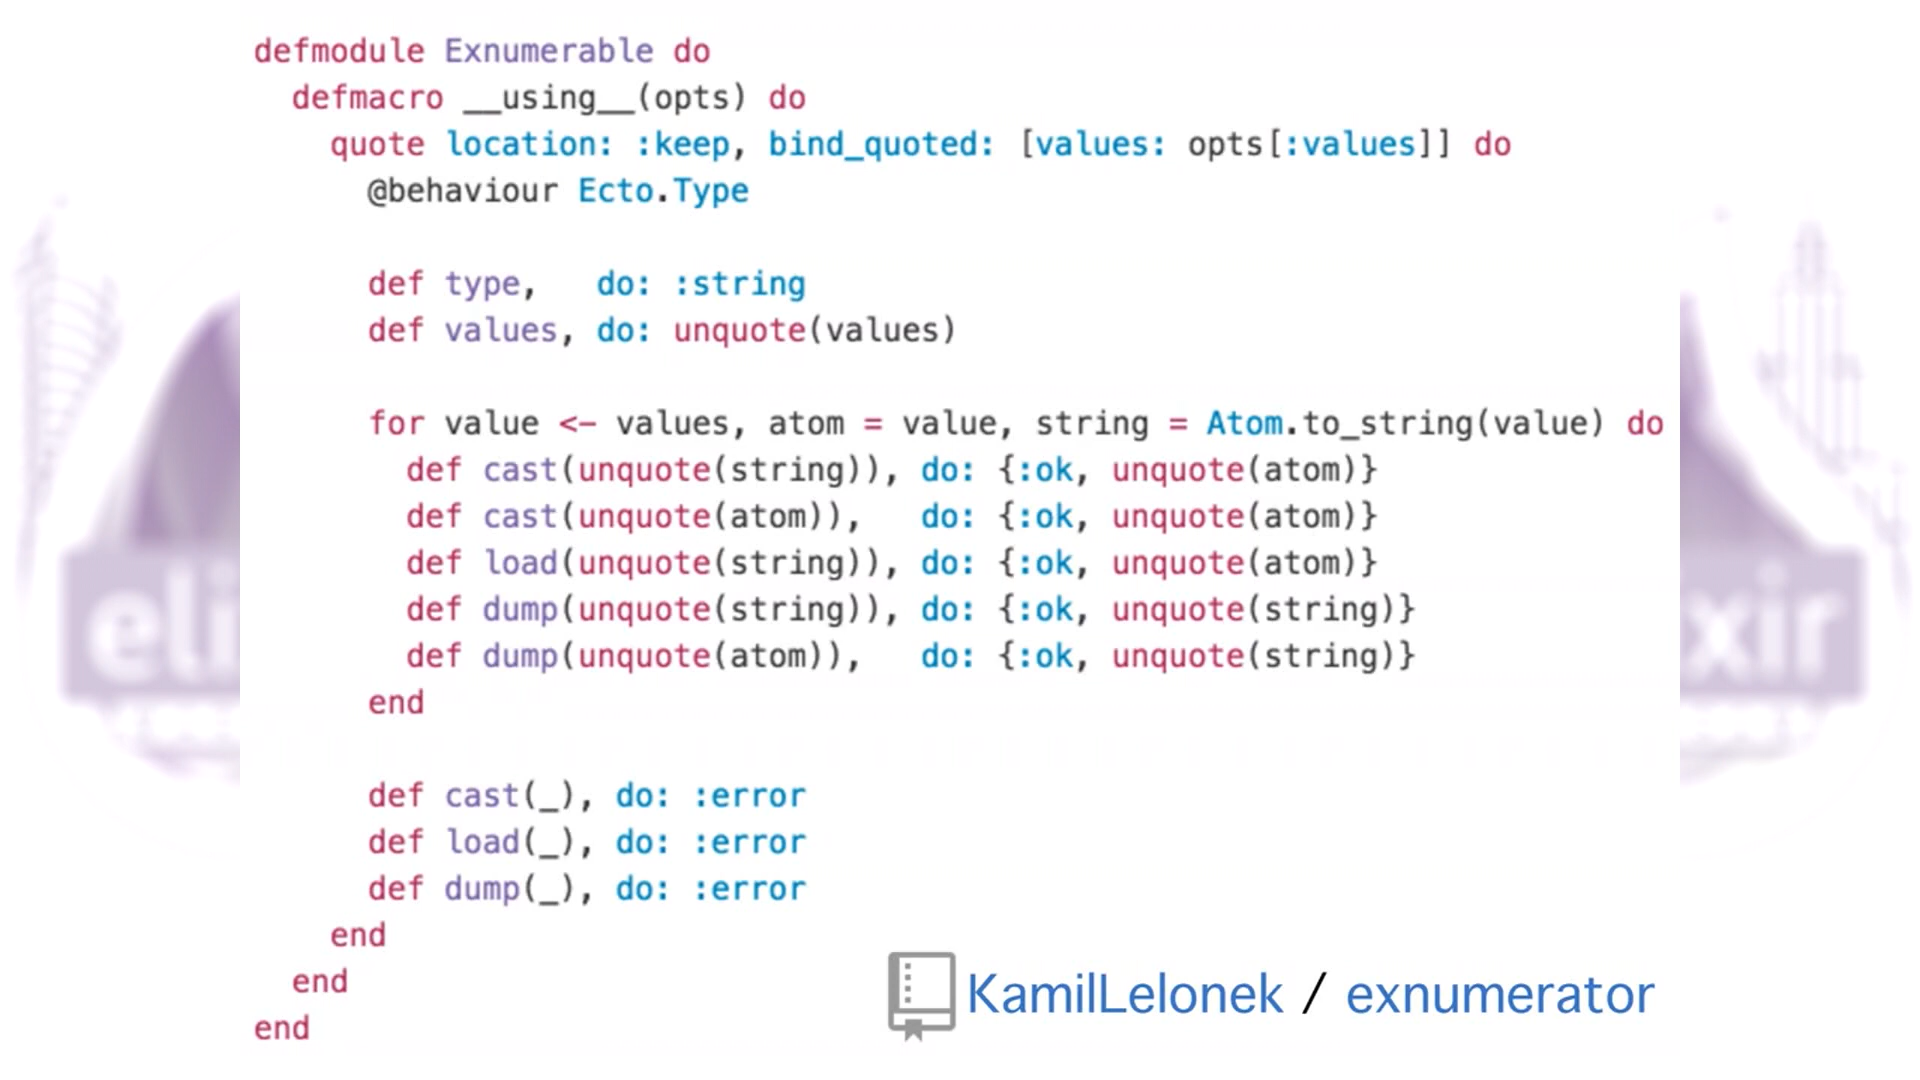 defmodule Exnumerable do
defmacro __using__(opts) do
quote location: :keep, bind_quoted: [values: opts[:values]] do
@behaviour Ecto.Type
def type,   do: :string
def values, do: unquote(values)
for value <- values, atom = value, string = Atom.to_string(value) do
def cast(unquote(string)), do: {:ok, unquote(atom)}
def cast(unquote(atom)),   do: {:ok, unquote(atom)}
def load(unquote(string)), do: {:ok, unquote(atom)}
def dump(unquote(string)), do: {:ok, unquote(string)}
def dump(unquote(atom)),   do: {:ok, unquote(string)}
end
def cast(_), do: :error
def load(_), do: :error
def dump(_), do: :error
end
end
end
KamilLelonek / exnumerator
eli
xir